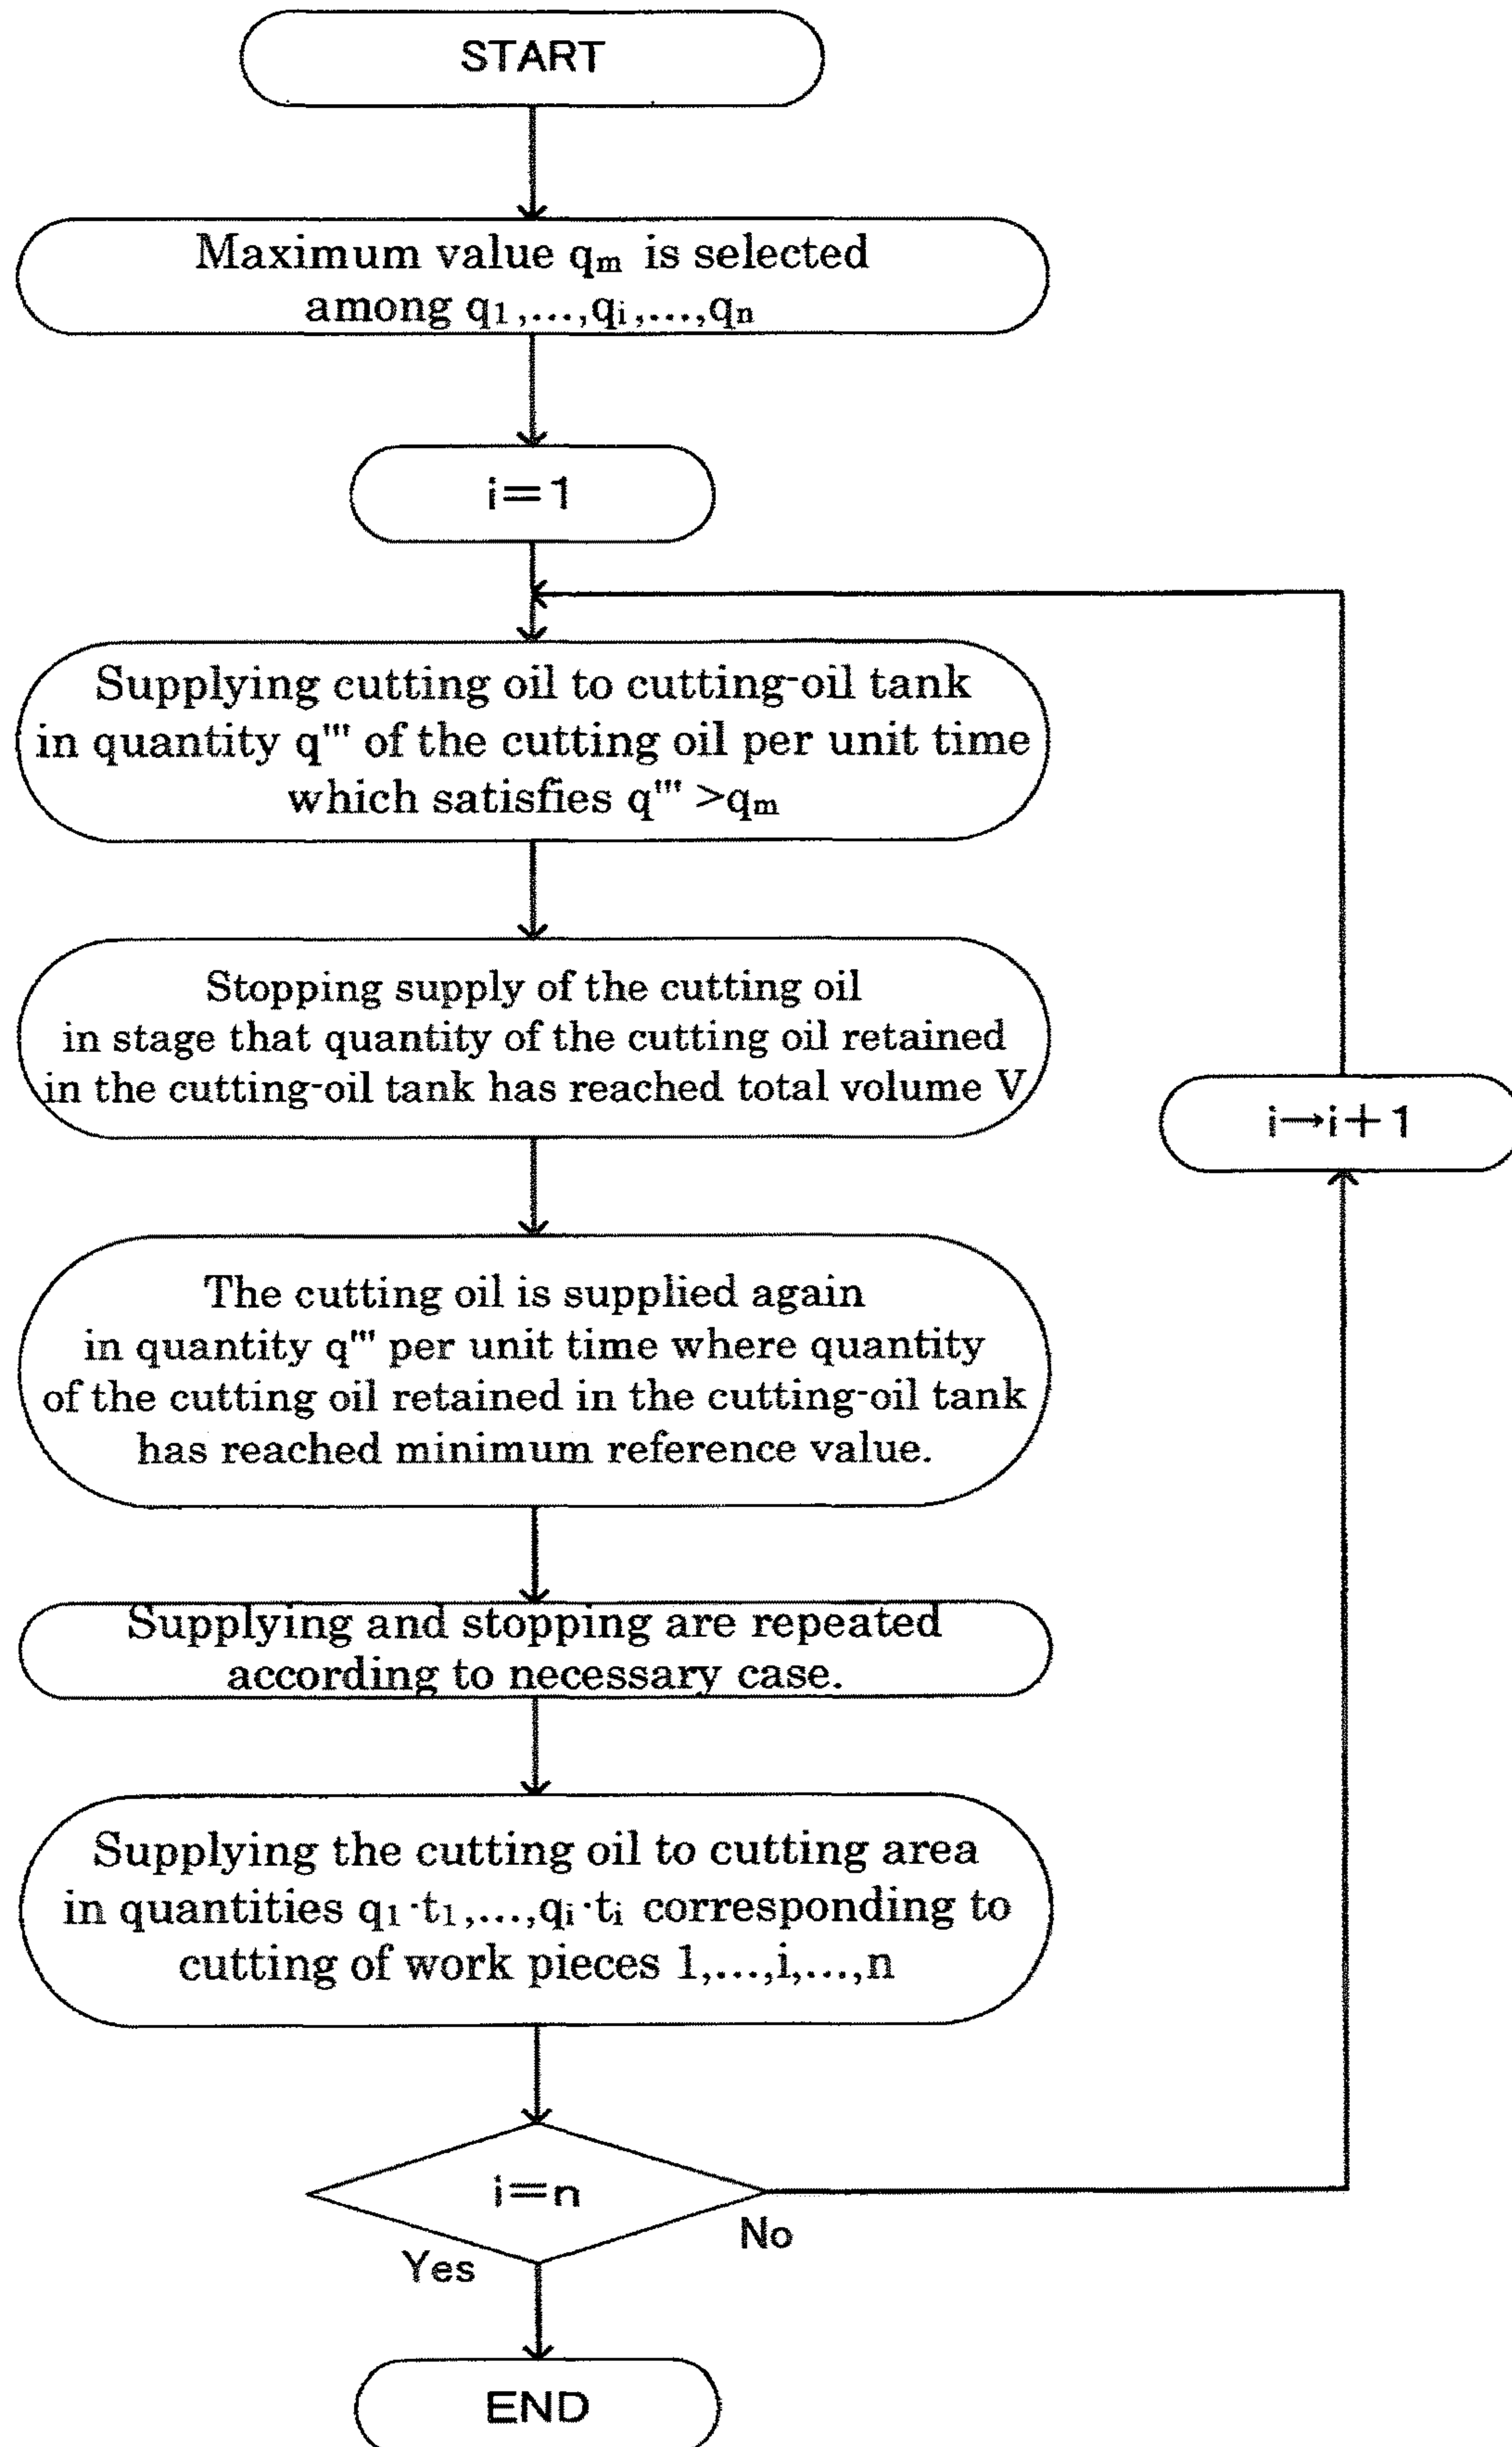 START
Maximum value qm is selected
among q1,...,qi,...,qn
i=1
Supplying cutting oil to cutting-oil tank
in quantity q''' of the cutting oil per unit time
which satisfies q''' >qm
Stopping supply of the cutting oil
in stage that quantity of the cutting oil retained
in the cutting-oil tank has reached total volume V
i→i+1
The cutting oil is supplied again
in quantity q''' per unit time where quantity
of the cutting oil retained in the cutting-oil tank
has reached minimum reference value.
Supplying and stopping are repeated
according to necessary case.
Supplying the cutting oil to cutting area
in quantities q1·t1,...,qi·ti corresponding to
cutting of work pieces 1,...,i,...,n
i=n
No
Yes
END